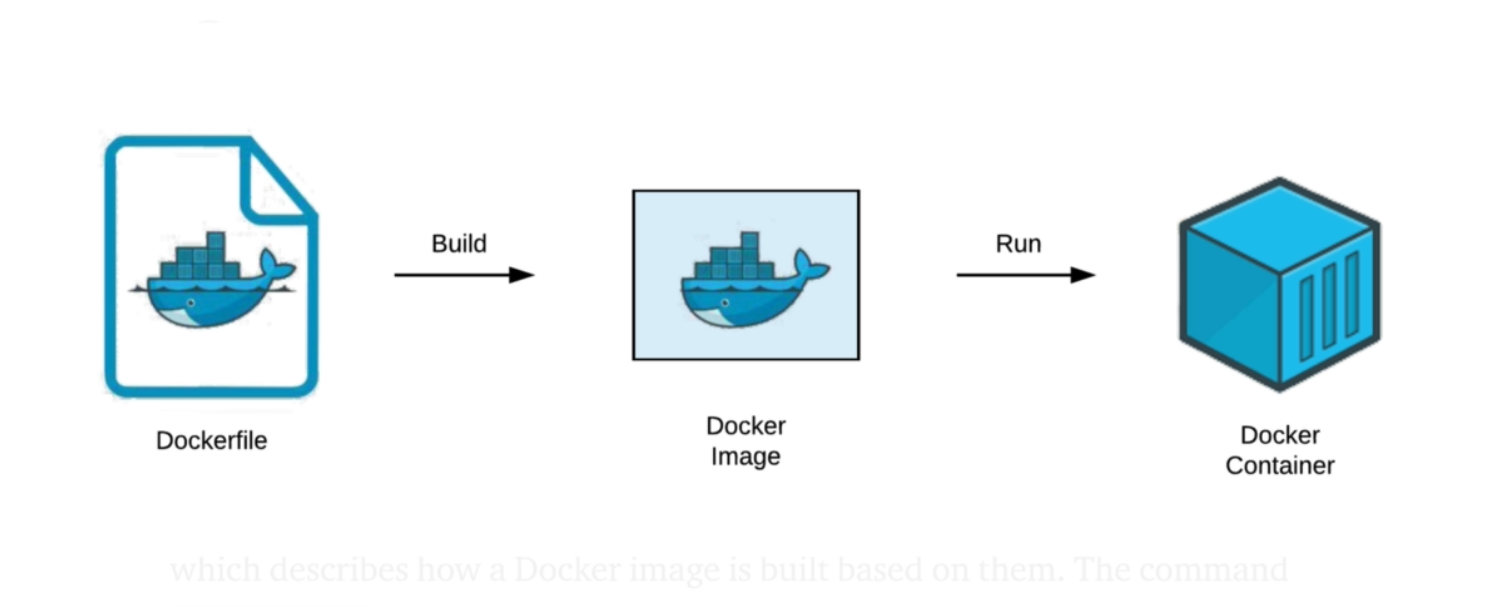 Build
Run
Dockerfile
Docker
Image
Docker
Container
which describes how a Docker image is built based on them. The command